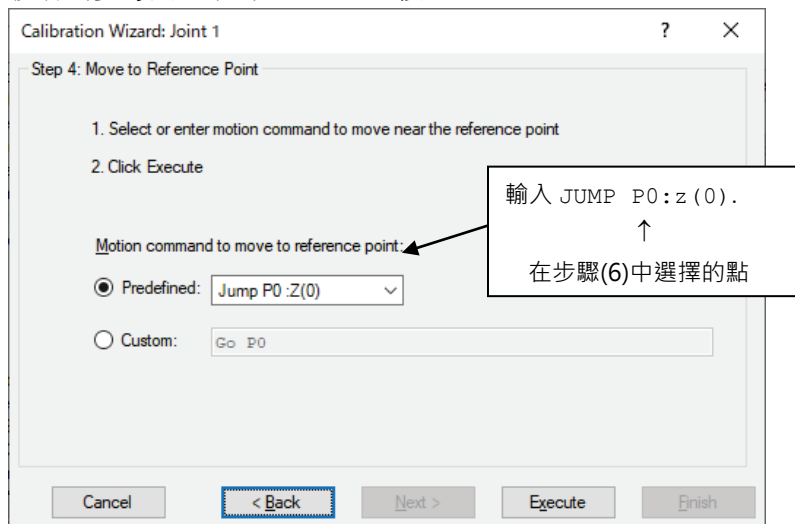 Calibration Wizard: Joint 1 ? ×
Step 4: Move to Reference Point
1. Select or enter motion command to move near the reference point
2. Click Execute
輸入 JUMP P0:z(0).
↑
在步驟(6)中選擇的點
Motion command to move to reference point:
Predefined: Jump P0 :Z(0)
Custom: Go P0
Cancel < Back Next > Execute Finish